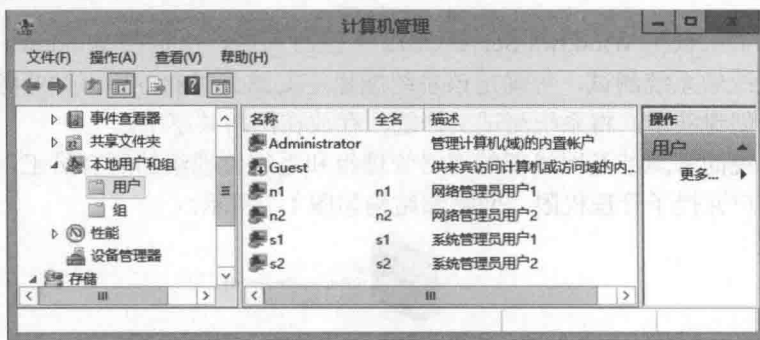 计算机管理
文件(F) 操作(A) 查看(V) 帮助(H)
事件查看器
共享文件夹
本地用户和组
用户
组
性能
设备管理器
存储
名称 全名 描述
Administrator 管理计算机(域)的内置帐户
Guest 供来宾访问计算机或访问域的内...
n1 n1 网络管理员用户1
n2 n2 网络管理员用户2
s1 s1 系统管理员用户1
s2 s2 系统管理员用户2
操作
用户
更多...